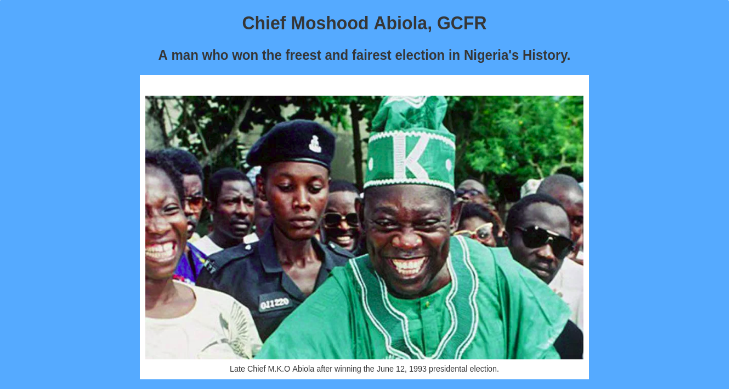 Chief Moshood Abiola, GCFR
A man who won the freest and fairest election in Nigeria's History.
K
011220
Late Chief M.K.O Abiola after winning the June 12, 1993 presidential election.